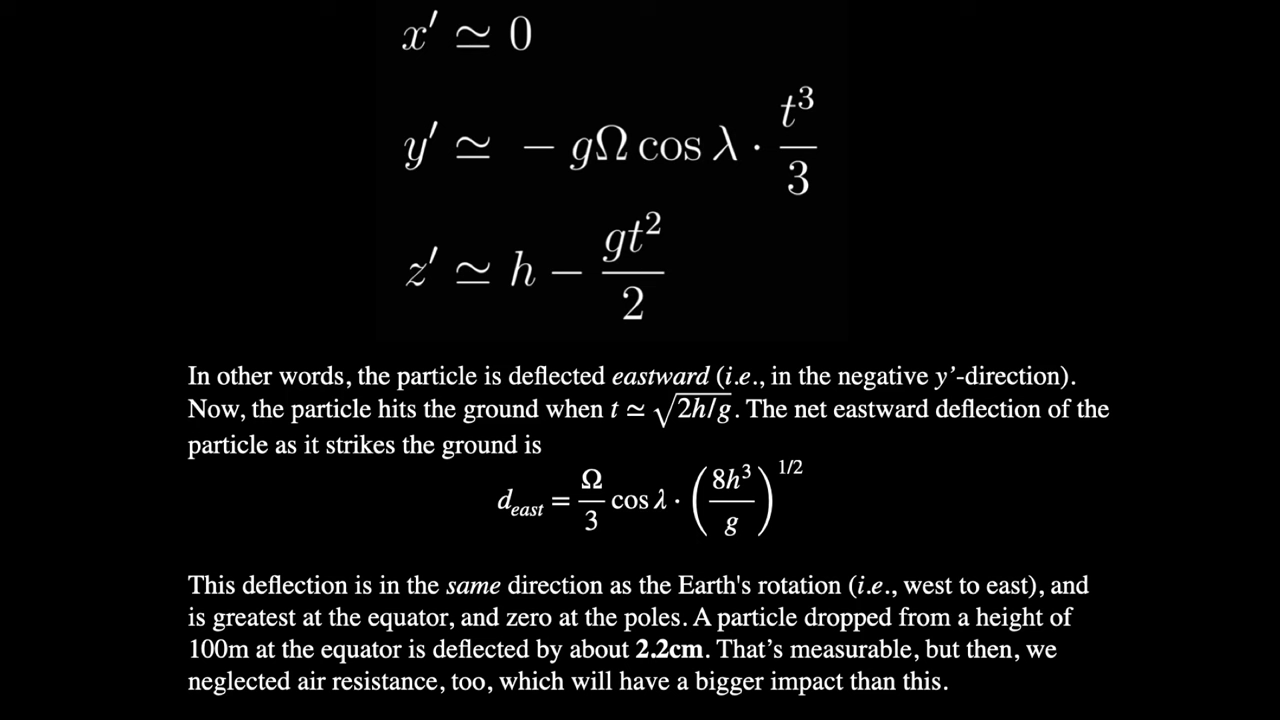 x′ ≃ 0
y′ ≃ − gΩ cos λ · t³/3
z′ ≃ h − gt²/2
In other words, the particle is deflected eastward (i.e., in the negative y’-direction).
Now, the particle hits the ground when t ≃ √2h/g. The net eastward deflection of the
particle as it strikes the ground is
d_east = Ω/3 cos λ · (8h³/g)^1/2
This deflection is in the same direction as the Earth's rotation (i.e., west to east), and
is greatest at the equator, and zero at the poles. A particle dropped from a height of
100m at the equator is deflected by about 2.2cm. That’s measurable, but then, we
neglected air resistance, too, which will have a bigger impact than this.